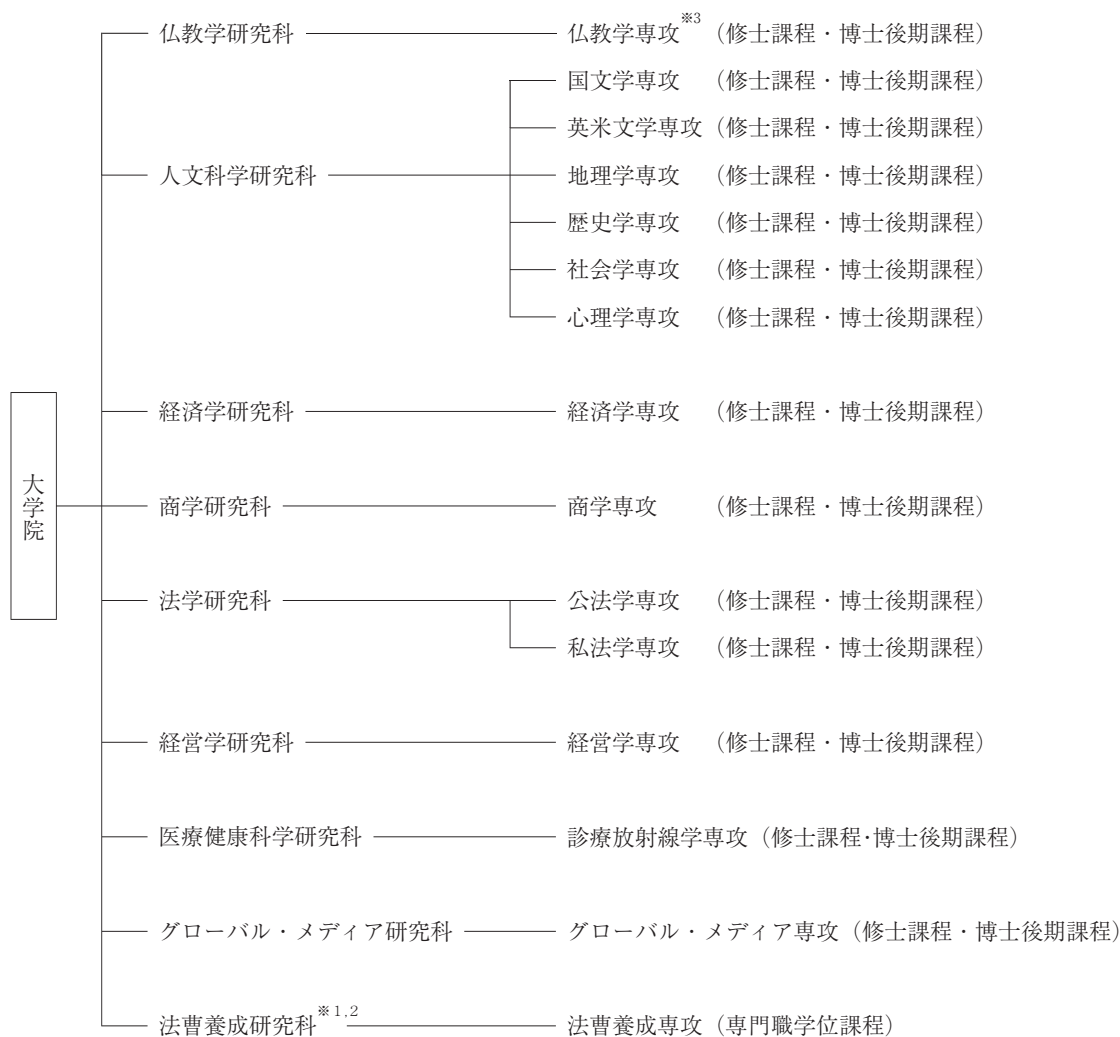 仏教学研究科 仏教学専攻※3（修士課程・博士後期課程）
国文学専攻 （修士課程・博士後期課程）
英米文学専攻（修士課程・博士後期課程）
人文科学研究科 地理学専攻 （修士課程・博士後期課程）
歴史学専攻 （修士課程・博士後期課程）
社会学専攻 （修士課程・博士後期課程）
心理学専攻 （修士課程・博士後期課程）
経済学研究科 経済学専攻 （修士課程・博士後期課程）
大学院
商学研究科 商学専攻 （修士課程・博士後期課程）
法学研究科 公法学専攻 （修士課程・博士後期課程）
私法学専攻 （修士課程・博士後期課程）
経営学研究科 経営学専攻 （修士課程・博士後期課程）
医療健康科学研究科 診療放射線学専攻（修士課程・博士後期課程）
グローバル・メディア研究科 グローバル・メディア専攻（修士課程・博士後期課程）
法曹養成研究科※1,2 法曹養成専攻（専門職学位課程）